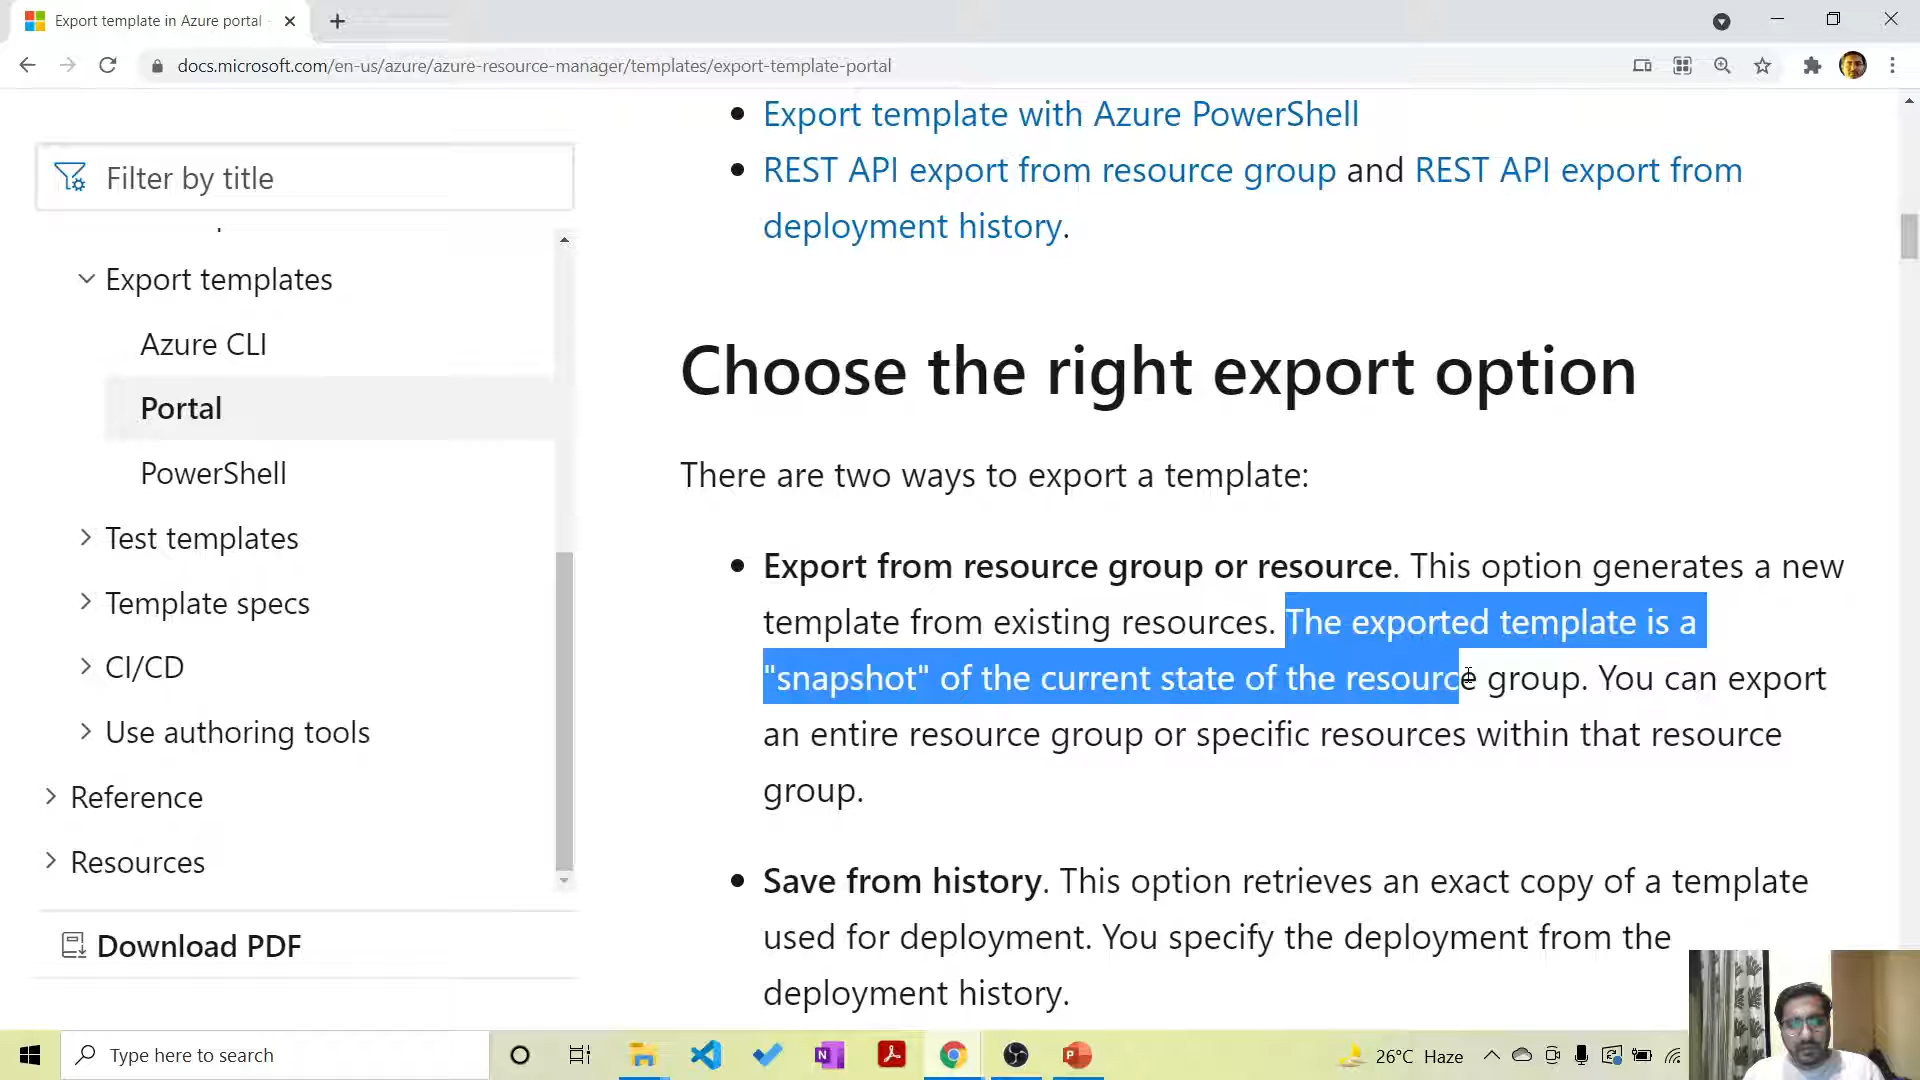 Export template in Azure portal
docs.microsoft.com/en-us/azure/azure-resource-manager/templates/export-template-portal
Filter by title
Export templates
Azure CLI
Portal
PowerShell
Test templates
Template specs
CI/CD
Use authoring tools
Reference
Resources
Download PDF
Export template with Azure PowerShell
REST API export from resource group and REST API export from
deployment history.
Choose the right export option
There are two ways to export a template:
Export from resource group or resource. This option generates a new
template from existing resources. The exported template is a
"snapshot" of the current state of the resource group. You can export
an entire resource group or specific resources within that resource
group.
Save from history. This option retrieves an exact copy of a template
used for deployment. You specify the deployment from the
deployment history.
Type here to search
26°C Haze